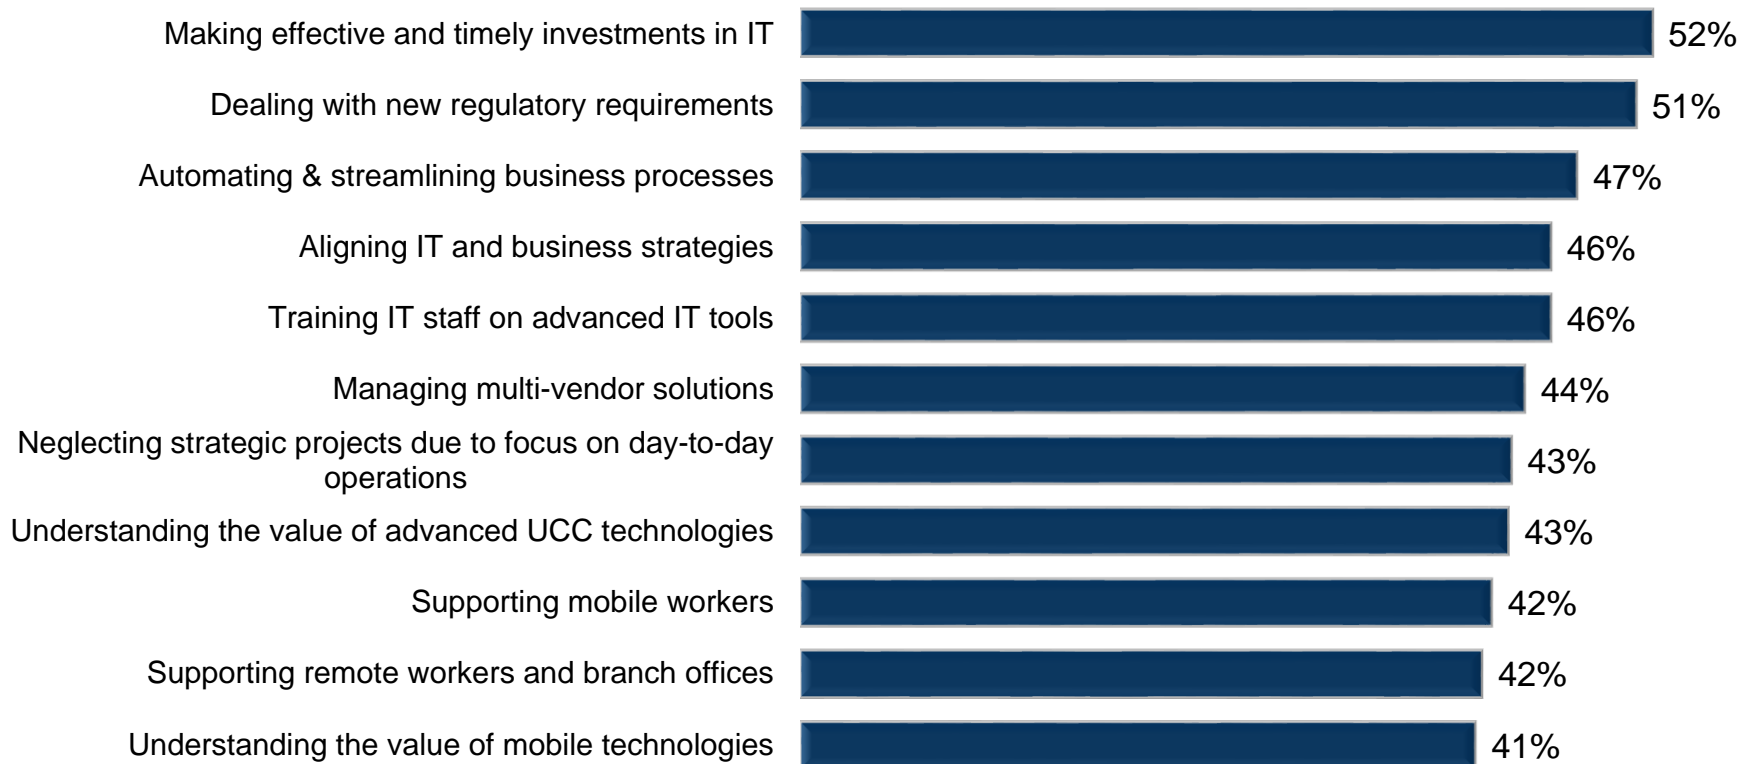 Making effective and timely investments in IT 52%
Dealing with new regulatory requirements 51%
Automating & streamlining business processes 47%
Aligning IT and business strategies 46%
Training IT staff on advanced IT tools 46%
Managing multi-vendor solutions 44%
Neglecting strategic projects due to focus on day-to-day
operations 43%
Understanding the value of advanced UCC technologies 43%
Supporting mobile workers 42%
Supporting remote workers and branch offices 42%
Understanding the value of mobile technologies 41%